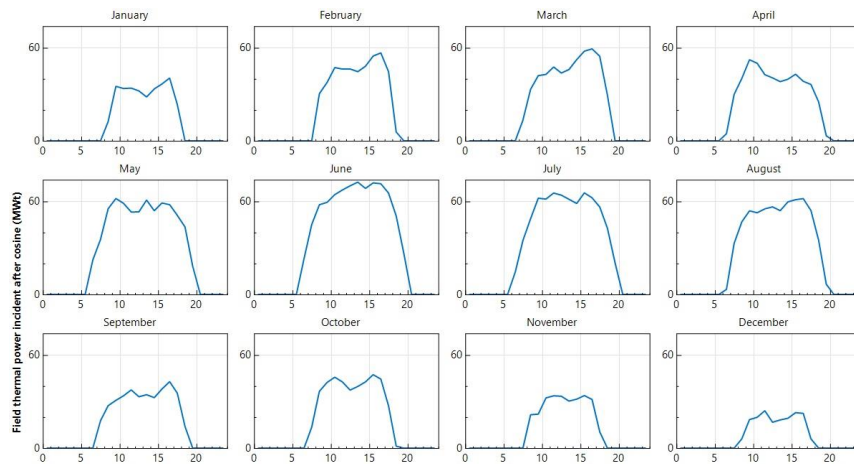 January February March April
60 60 60 60
0 0 0 0
0 5 10 15 20 0 5 10 15 20 0 5 10 15 20 0 5 10 15 20
May June July August
60 60 60 60
0 0 0 0
0 5 10 15 20 0 5 10 15 20 0 5 10 15 20 0 5 10 15 20
September October November December
60 60 60 60
0 0 0 0
0 5 10 15 20 0 5 10 15 20 0 5 10 15 20 0 5 10 15 20
Field thermal power incident after cosine (MWt)